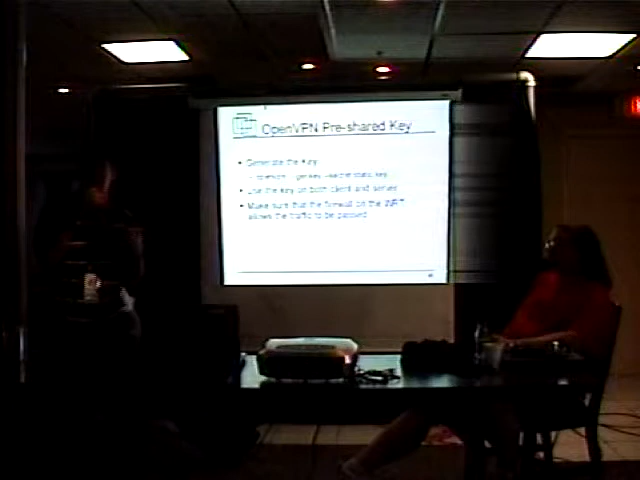 OpenVPN Pre-shared Key
• Generate the Key
• Use the key on both client and server
• Make sure that the firewall on the WRT
allows the traffic to be passed